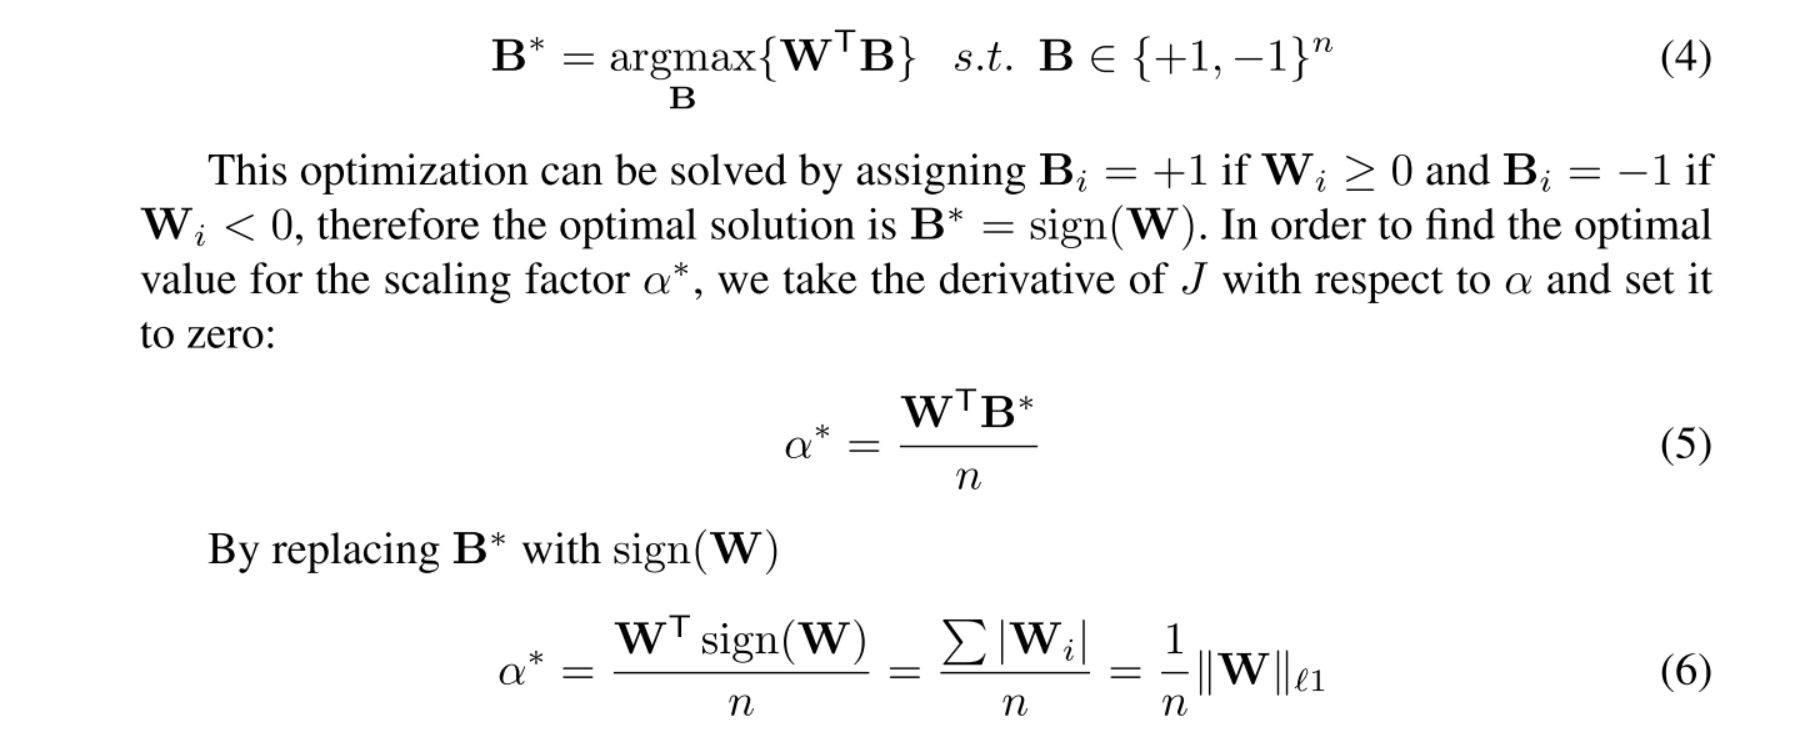 B* = argmax{WᵀB} s.t. B ∈ {+1, −1}ⁿ (4)
B
This optimization can be solved by assigning Bᵢ = +1 if Wᵢ ≥ 0 and Bᵢ = −1 if
Wᵢ < 0, therefore the optimal solution is B* = sign(W). In order to find the optimal
value for the scaling factor α*, we take the derivative of J with respect to α and set it
to zero:
α* = WᵀB* / n (5)
By replacing B* with sign(W)
α* = Wᵀ sign(W) / n = ∑ |Wᵢ| / n = 1/n ‖W‖ℓ1 (6)